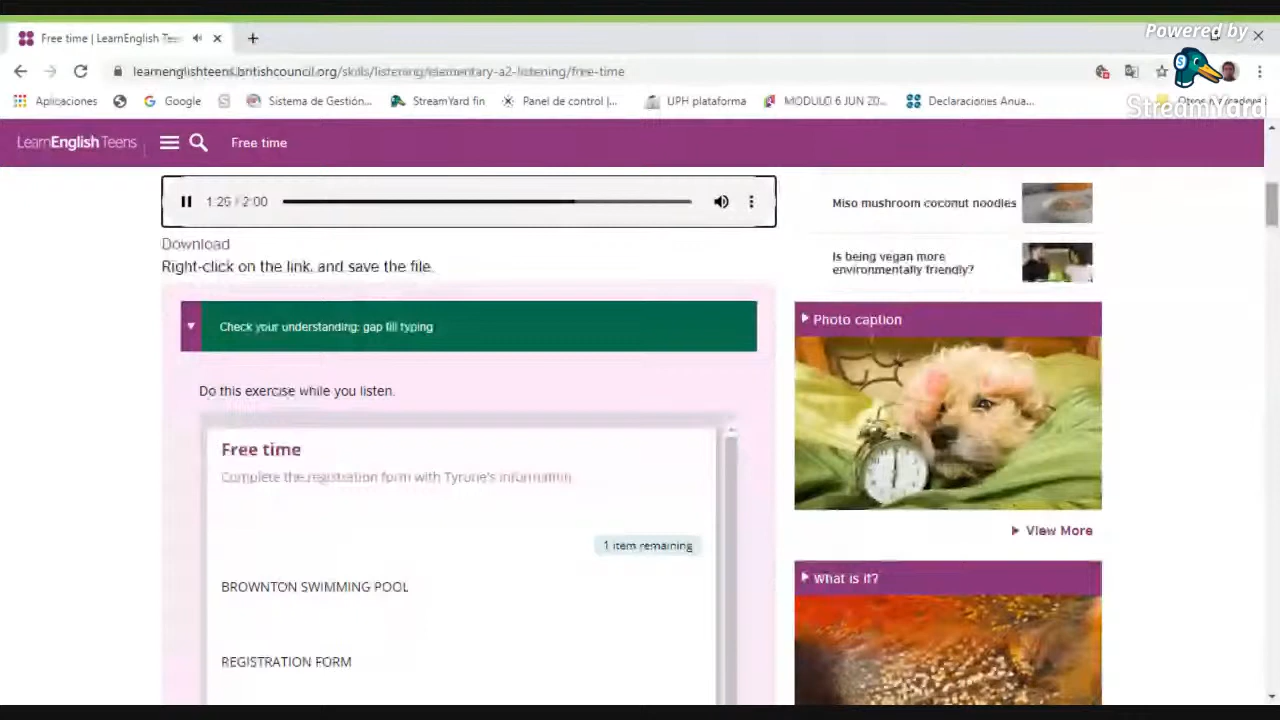 Powered by
Free time | LearnEnglish Tee
learnenglishteens.britishcouncil.org/skills/listening/elementary-a2-listening/free-time
Aplicaciones Google Sistema de Gestión... StreamYard fin Panel de control |... UPH plataforma MODULO 6 JUN 20... Declaraciones Anua...
StreamYard
LearnEnglish Teens Free time
1:26 / 2:00
Download
Right-click on the link, and save the file.
Check your understanding: gap fill typing
Do this exercise while you listen.
Free time
Complete the registration form with Tyrone's information.
1 item remaining
BROWNTON SWIMMING POOL
REGISTRATION FORM
Miso mushroom coconut noodles
Is being vegan more
environmentally friendly?
Photo caption
View More
What is it?